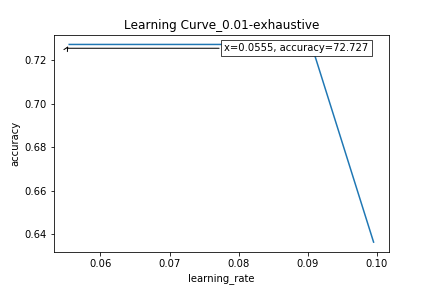 Learning Curve_0.01-exhaustive
x=0.0555, accuracy=72.727
0.72
0.70
0.68
0.66
0.64
accuracy
0.06 0.07 0.08 0.09 0.10
learning_rate